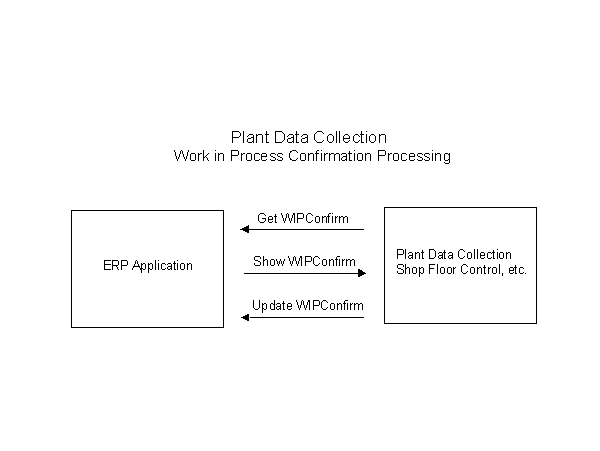 Plant Data Collection
Work in Process Confirmation Processing
Get WIPConfirm
ERP Application
Show WIPConfirm
Plant Data Collection
Shop Floor Control, etc.
Update WIPConfirm